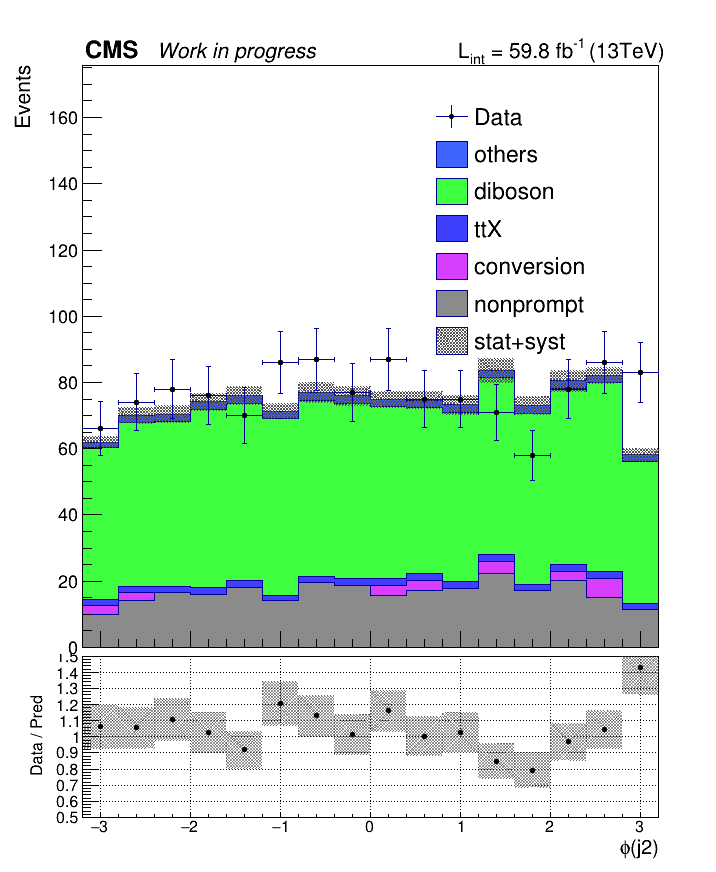 CMS Work in progress L_int = 59.8 fb^-1 (13TeV)
Events
160
140
120
100
80
60
40
20
0
Data
others
diboson
ttX
conversion
nonprompt
stat+syst
Data / Pred
1.5
1.4
1.3
1.2
1.1
1
0.9
0.8
0.7
0.6
0.5
−3 −2 −1 0 1 2 3
ϕ(j2)